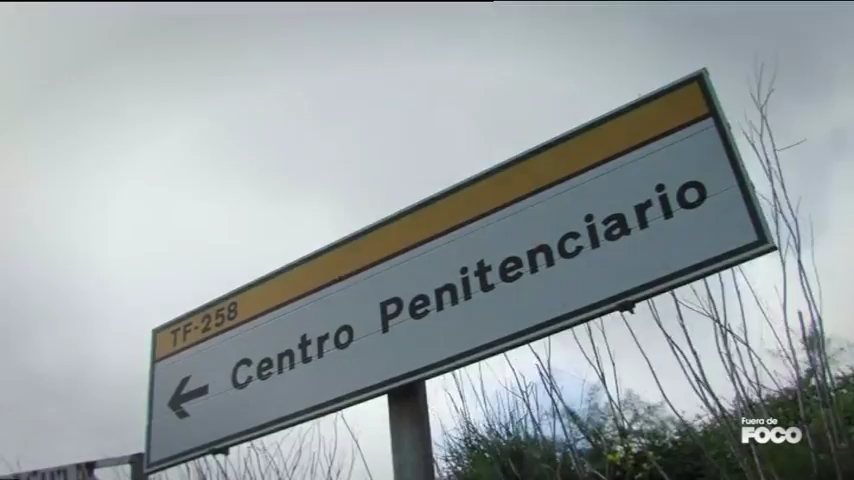 TF-258
← Centro Penitenciario
Fuera de
FOCO